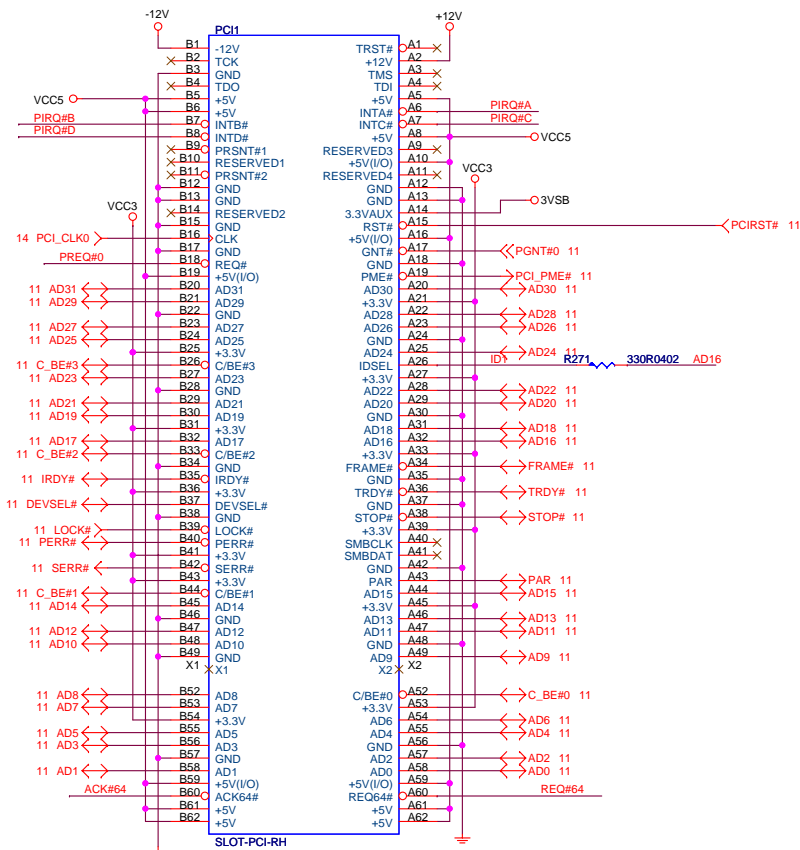 -12V +12V
PCI1
B1 -12V TRST# A1
B2 TCK +12V A2
B3 GND TMS A3
B4 TDO TDI A4
VCC5 B5 +5V +5V A5
B6 +5V INTA# A6 PIRQ#A
PIRQ#B B7 INTB# INTC# A7 PIRQ#C
PIRQ#D B8 INTD# +5V A8 VCC5
B9 PRSNT#1 RESERVED3 A9
B10 RESERVED1 +5V(I/O) A10
B11 PRSNT#2 RESERVED4 A11 VCC3
B12 GND GND A12
B13 GND GND A13
VCC3 B14 RESERVED2 3.3VAUX A14 3VSB
B15 GND RST# A15 PCIRST# 11
14 PCI_CLK0 B16 CLK +5V(I/O) A16
B17 GND GNT# A17 PGNT#0 11
PREQ#0 B18 REQ# GND A18
B19 +5V(I/O) PME# A19 PCI_PME# 11
11 AD31 B20 AD31 AD30 A20 AD30 11
11 AD29 B21 AD29 +3.3V A21
B22 GND AD28 A22 AD28 11
11 AD27 B23 AD27 AD26 A23 AD26 11
11 AD25 B24 AD25 GND A24
B25 +3.3V AD24 A25 AD24 11
11 C_BE#3 B26 C/BE#3 IDSEL A26 ID1 R271 330R0402 AD16
11 AD23 B27 AD23 +3.3V A27
B28 GND AD22 A28 AD22 11
11 AD21 B29 AD21 AD20 A29 AD20 11
11 AD19 B30 AD19 GND A30
B31 +3.3V AD18 A31 AD18 11
11 AD17 B32 AD17 AD16 A32 AD16 11
11 C_BE#2 B33 C/BE#2 +3.3V A33
B34 GND FRAME# A34 FRAME# 11
11 IRDY# B35 IRDY# GND A35
B36 +3.3V TRDY# A36 TRDY# 11
11 DEVSEL# B37 DEVSEL# GND A37
B38 GND STOP# A38 STOP# 11
11 LOCK# B39 LOCK# +3.3V A39
11 PERR# B40 PERR# SMBCLK A40
B41 +3.3V SMBDAT A41
11 SERR# B42 SERR# GND A42
B43 +3.3V PAR A43 PAR 11
11 C_BE#1 B44 C/BE#1 AD15 A44 AD15 11
11 AD14 B45 AD14 +3.3V A45
B46 GND AD13 A46 AD13 11
11 AD12 B47 AD12 AD11 A47 AD11 11
11 AD10 B48 AD10 GND A48
B49 GND AD9 A49 AD9 11
X1 X1 X2 X2
11 AD8 B52 AD8 C/BE#0 A52 C_BE#0 11
11 AD7 B53 AD7 +3.3V A53
B54 +3.3V AD6 A54 AD6 11
11 AD5 B55 AD5 AD4 A55 AD4 11
11 AD3 B56 AD3 GND A56
B57 GND AD2 A57 AD2 11
11 AD1 B58 AD1 AD0 A58 AD0 11
B59 +5V(I/O) +5V(I/O) A59
ACK#64 B60 ACK64# REQ64# A60 REQ#64
B61 +5V +5V A61
B62 +5V +5V A62
SLOT-PCI-RH